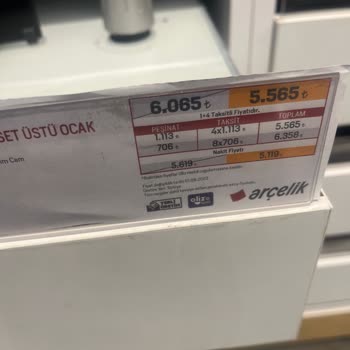 SET ÜSTÜ OCAK
Cam
6.065 ₺ 5.565 ₺
1+4 Taksitli Fiyatıdır.
PEŞİNAT TAKSİT TOPLAM
1.113 ₺ 4x1.113 ₺ 5.565 ₺
706 ₺ 8x706 ₺ 6.358 ₺
Nakit Fiyatı
5.619 ₺ 5.119 ₺
arçelik